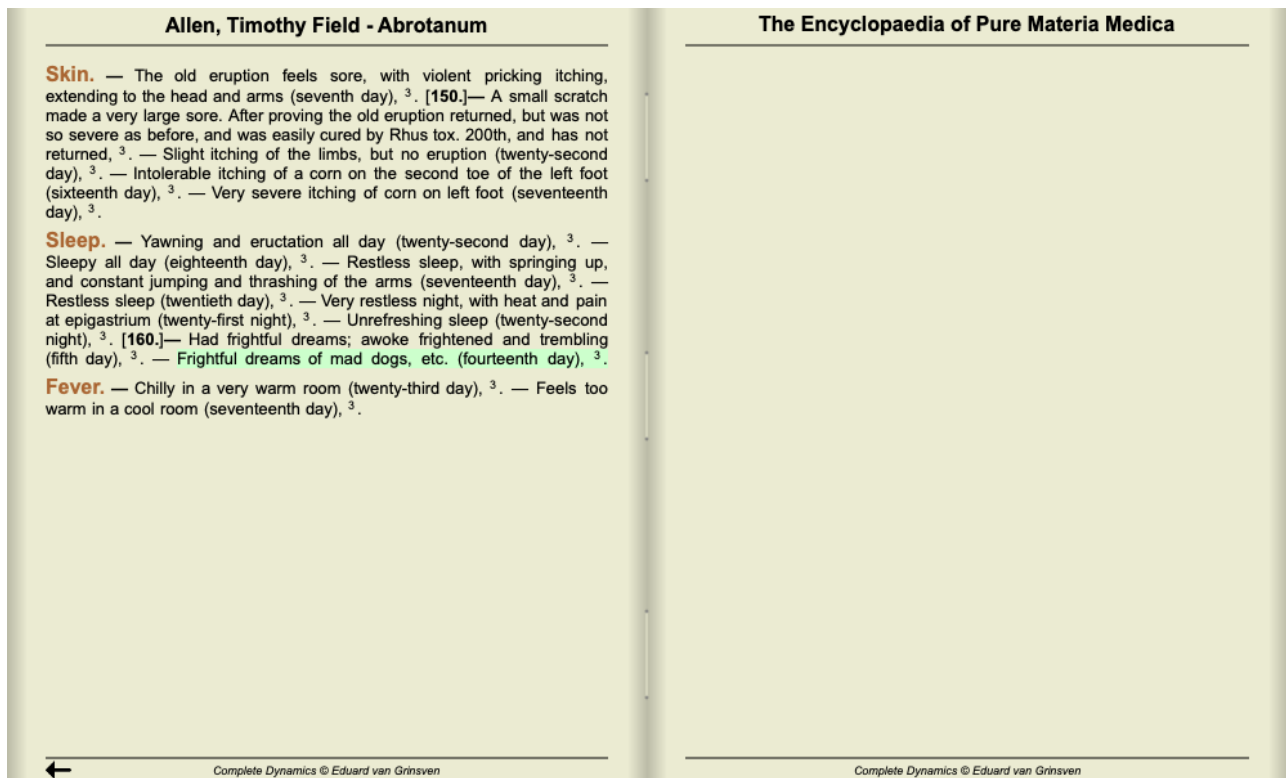 Allen, Timothy Field - Abrotanum
Skin. — The old eruption feels sore, with violent pricking itching,
extending to the head and arms (seventh day), ³. [150.]— A small scratch
made a very large sore. After proving the old eruption returned, but was not
so severe as before, and was easily cured by Rhus tox. 200th, and has not
returned, ³. — Slight itching of the limbs, but no eruption (twenty-second
day), ³. — Intolerable itching of a corn on the second toe of the left foot
(sixteenth day), ³. — Very severe itching of corn on left foot (seventeenth
day), ³.
Sleep. — Yawning and eructation all day (twenty-second day), ³. —
Sleepy all day (eighteenth day), ³. — Restless sleep, with springing up,
and constant jumping and thrashing of the arms (seventeenth day), ³. —
Restless sleep (twentieth day), ³. — Very restless night, with heat and pain
at epigastrium (twenty-first night), ³. — Unrefreshing sleep (twenty-second
night), ³. [160.]— Had frightful dreams; awoke frightened and trembling
(fifth day), ³. — Frightful dreams of mad dogs, etc. (fourteenth day), ³.
Fever. — Chilly in a very warm room (twenty-third day), ³. — Feels too
warm in a cool room (seventeenth day), ³.
Complete Dynamics © Eduard van Grinsven
The Encyclopaedia of Pure Materia Medica
Complete Dynamics © Eduard van Grinsven